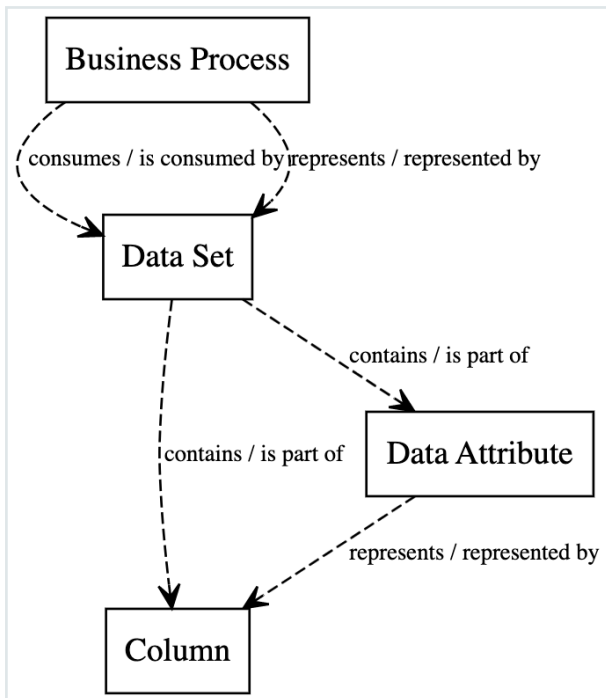 Business Process
consumes / is consumed by
represents / represented by
Data Set
contains / is part of
Data Attribute
contains / is part of
represents / represented by
Column